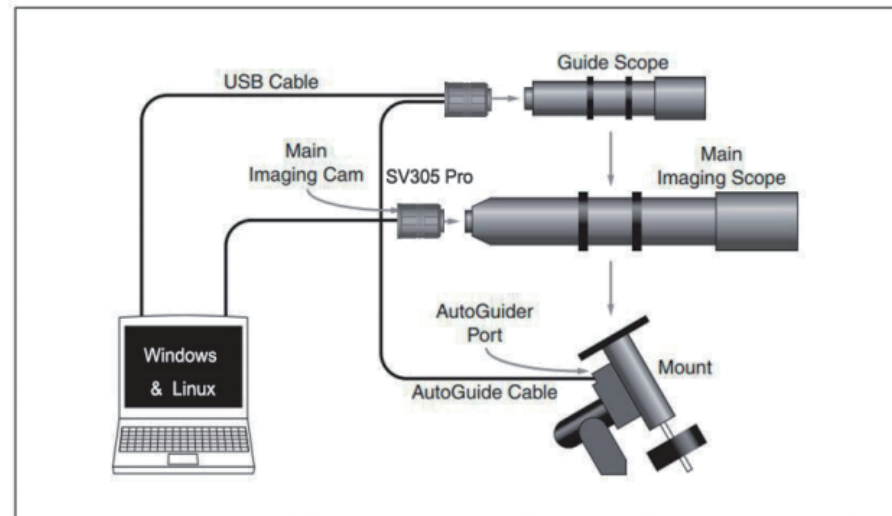 Guide Scope
USB Cable
Main
Imaging Cam
SV305 Pro
Main
Imaging Scope
AutoGuider
Port
Mount
AutoGuide Cable
Windows
& Linux